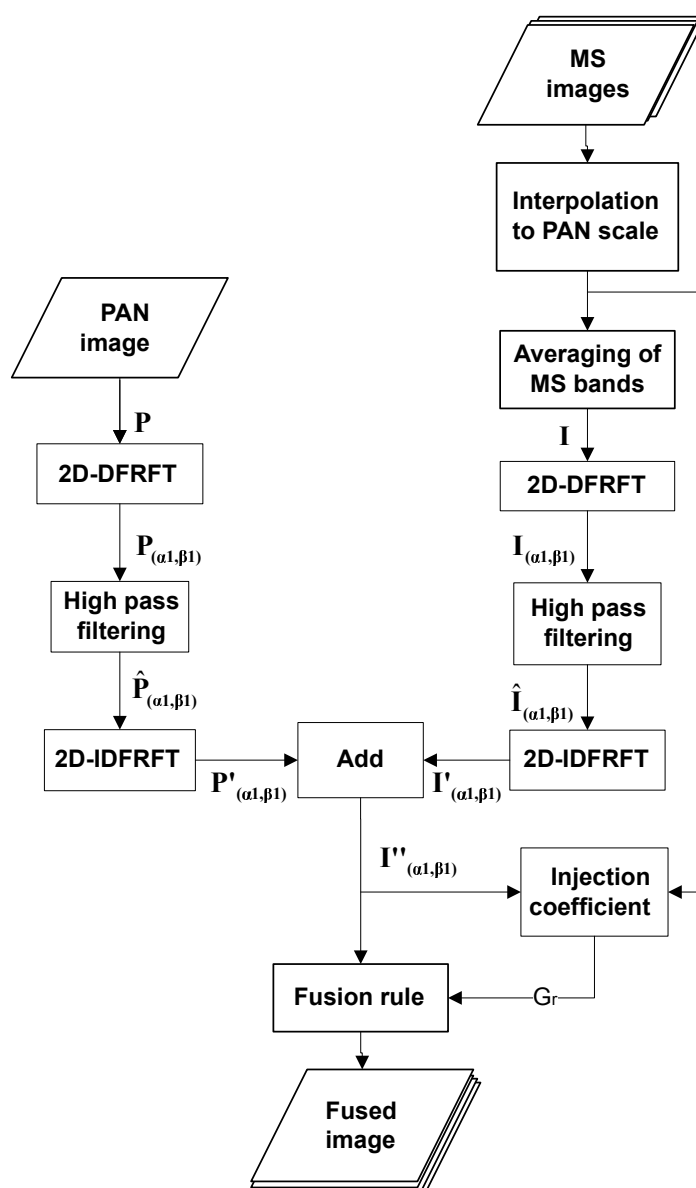 MS
images
Interpolation
to PAN scale
PAN
image
Averaging of
MS bands
P
I
2D-DFRFT
2D-DFRFT
P(α1,β1)
I(α1,β1)
High pass
filtering
High pass
filtering
P̂(α1,β1)
Î(α1,β1)
2D-IDFRFT
Add
2D-IDFRFT
P'(α1,β1)
I'(α1,β1)
I''(α1,β1)
Injection
coefficient
Fusion rule
Gr
Fused
image